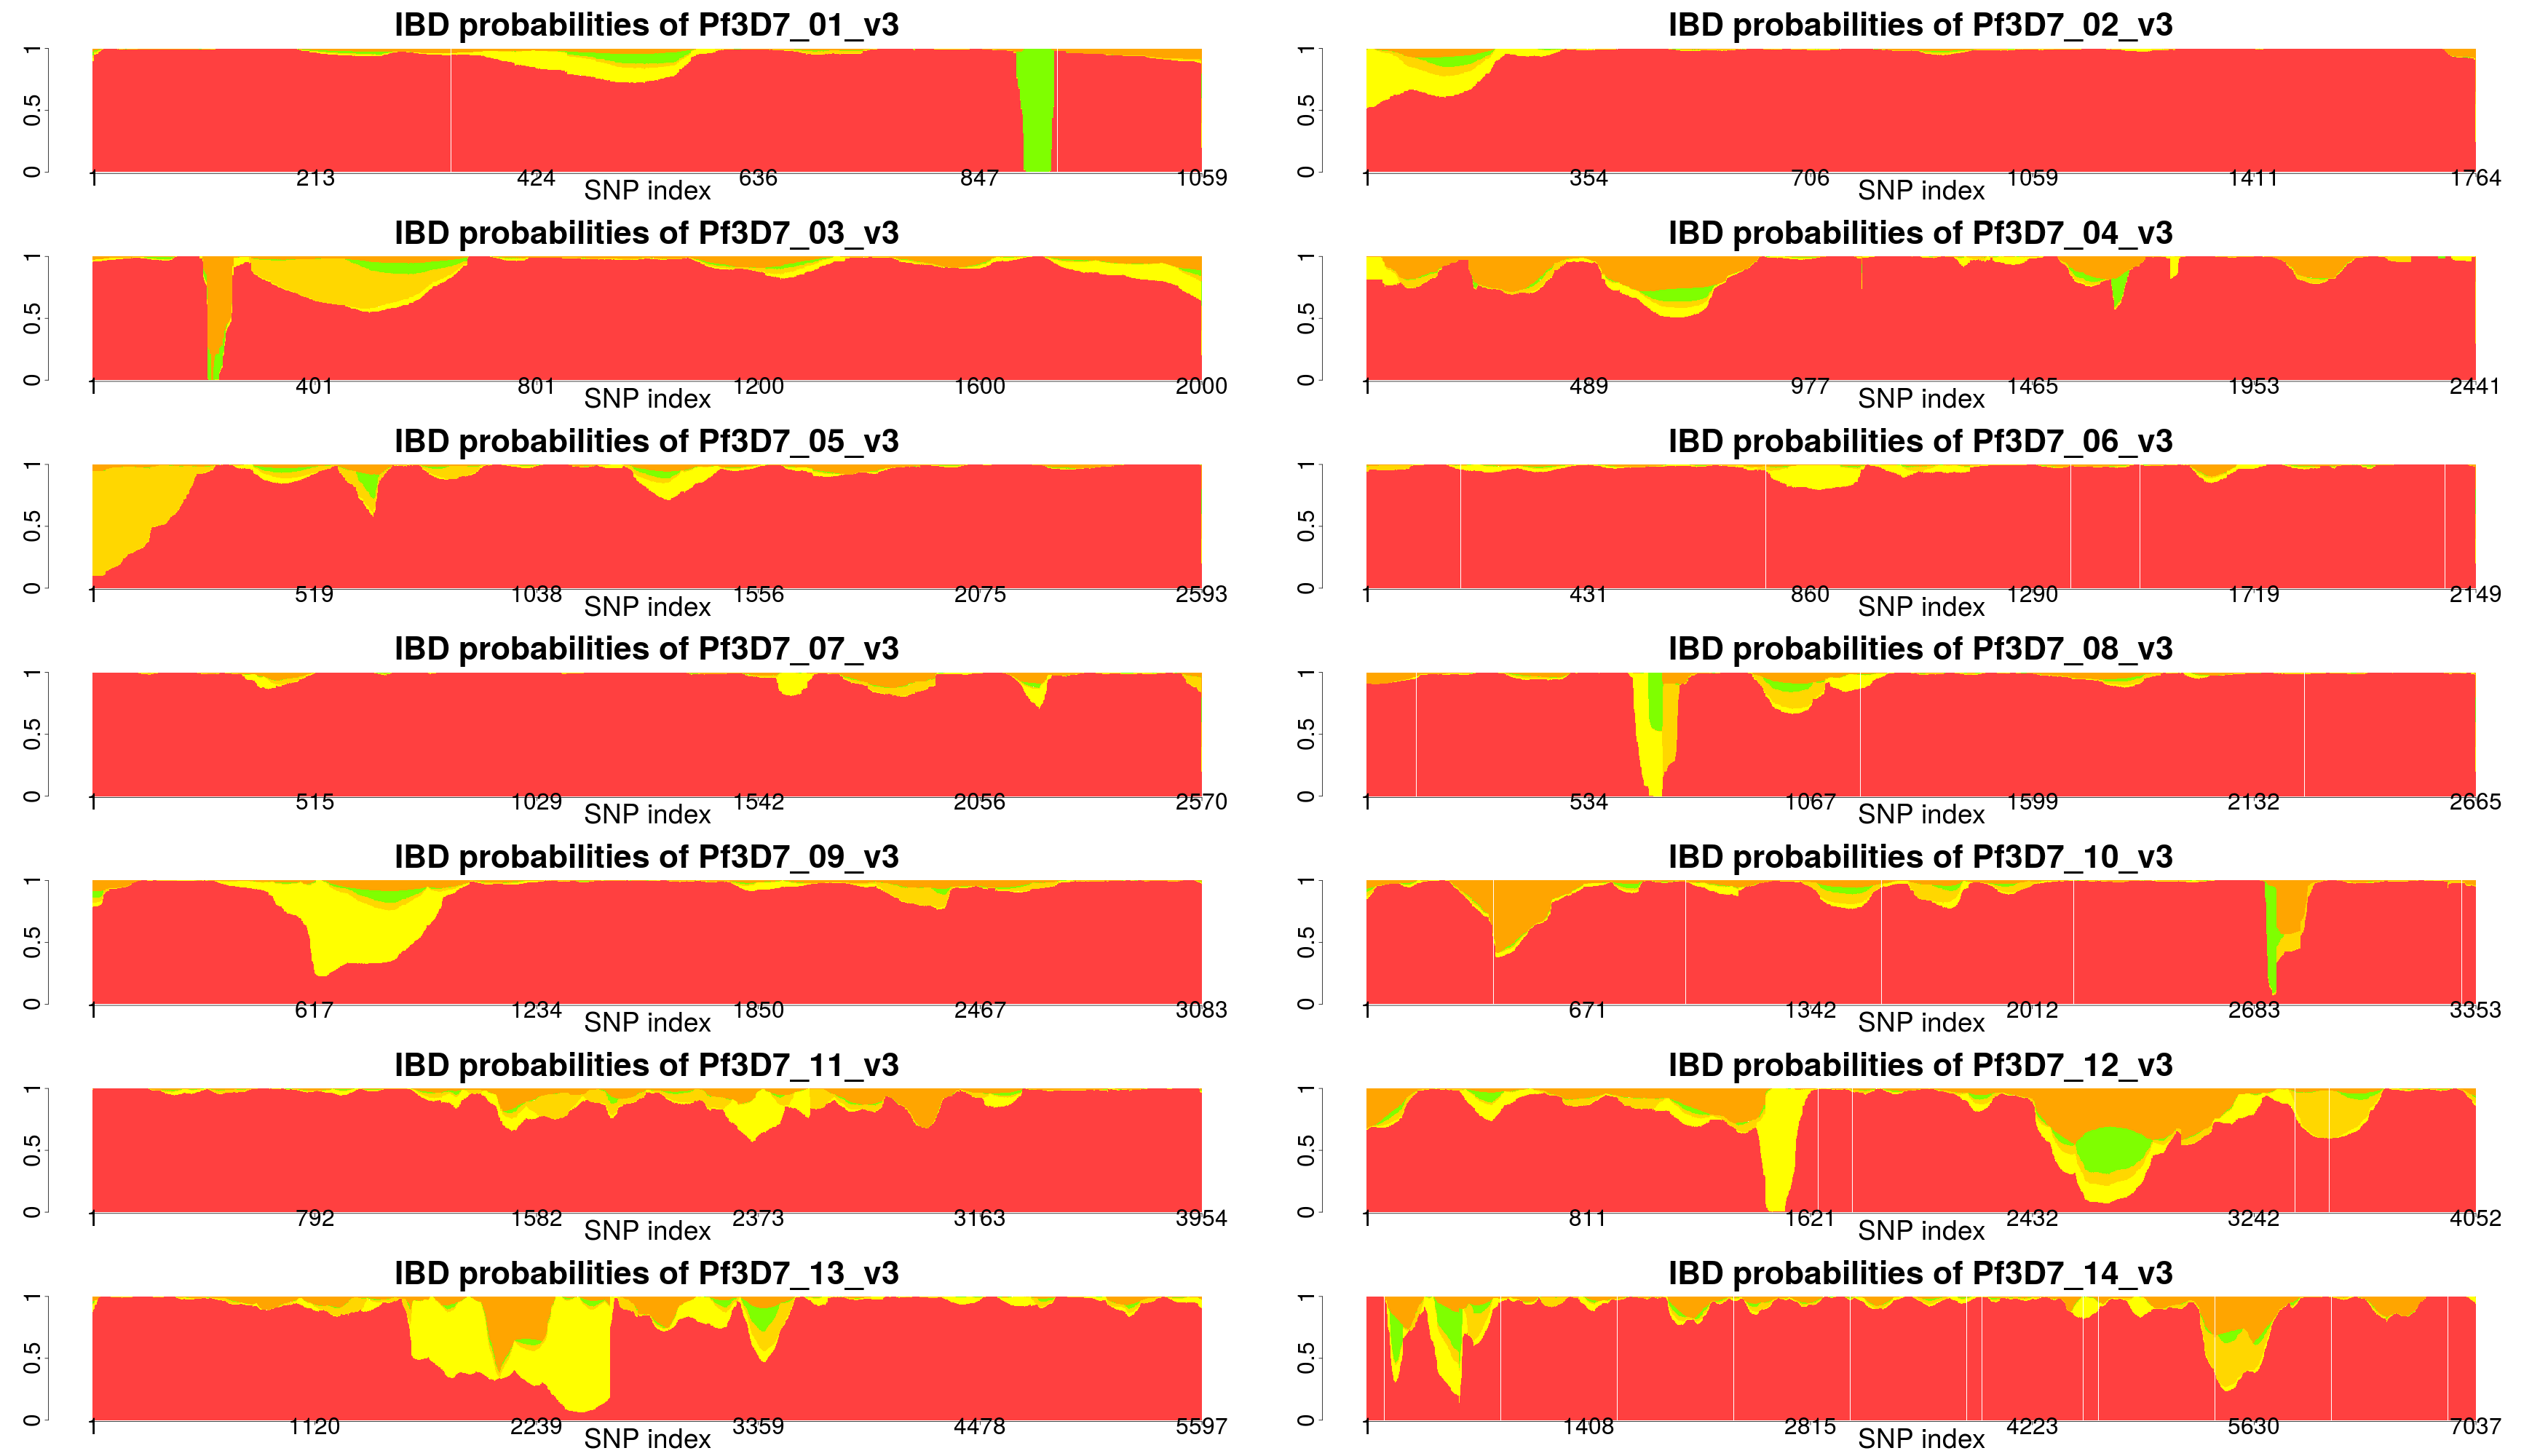 IBD probabilities of Pf3D7_01_v3
0 0.5 1
1 213 424 636 847 1059
SNP index
IBD probabilities of Pf3D7_02_v3
0 0.5 1
1 354 706 1059 1411 1764
SNP index
IBD probabilities of Pf3D7_03_v3
0 0.5 1
1 401 801 1200 1600 2000
SNP index
IBD probabilities of Pf3D7_04_v3
0 0.5 1
1 489 977 1465 1953 2441
SNP index
IBD probabilities of Pf3D7_05_v3
0 0.5 1
1 519 1038 1556 2075 2593
SNP index
IBD probabilities of Pf3D7_06_v3
0 0.5 1
1 431 860 1290 1719 2149
SNP index
IBD probabilities of Pf3D7_07_v3
0 0.5 1
1 515 1029 1542 2056 2570
SNP index
IBD probabilities of Pf3D7_08_v3
0 0.5 1
1 534 1067 1599 2132 2665
SNP index
IBD probabilities of Pf3D7_09_v3
0 0.5 1
1 617 1234 1850 2467 3083
SNP index
IBD probabilities of Pf3D7_10_v3
0 0.5 1
1 671 1342 2012 2683 3353
SNP index
IBD probabilities of Pf3D7_11_v3
0 0.5 1
1 792 1582 2373 3163 3954
SNP index
IBD probabilities of Pf3D7_12_v3
0 0.5 1
1 811 1621 2432 3242 4052
SNP index
IBD probabilities of Pf3D7_13_v3
0 0.5 1
1 1120 2239 3359 4478 5597
SNP index
IBD probabilities of Pf3D7_14_v3
0 0.5 1
1 1408 2815 4223 5630 7037
SNP index